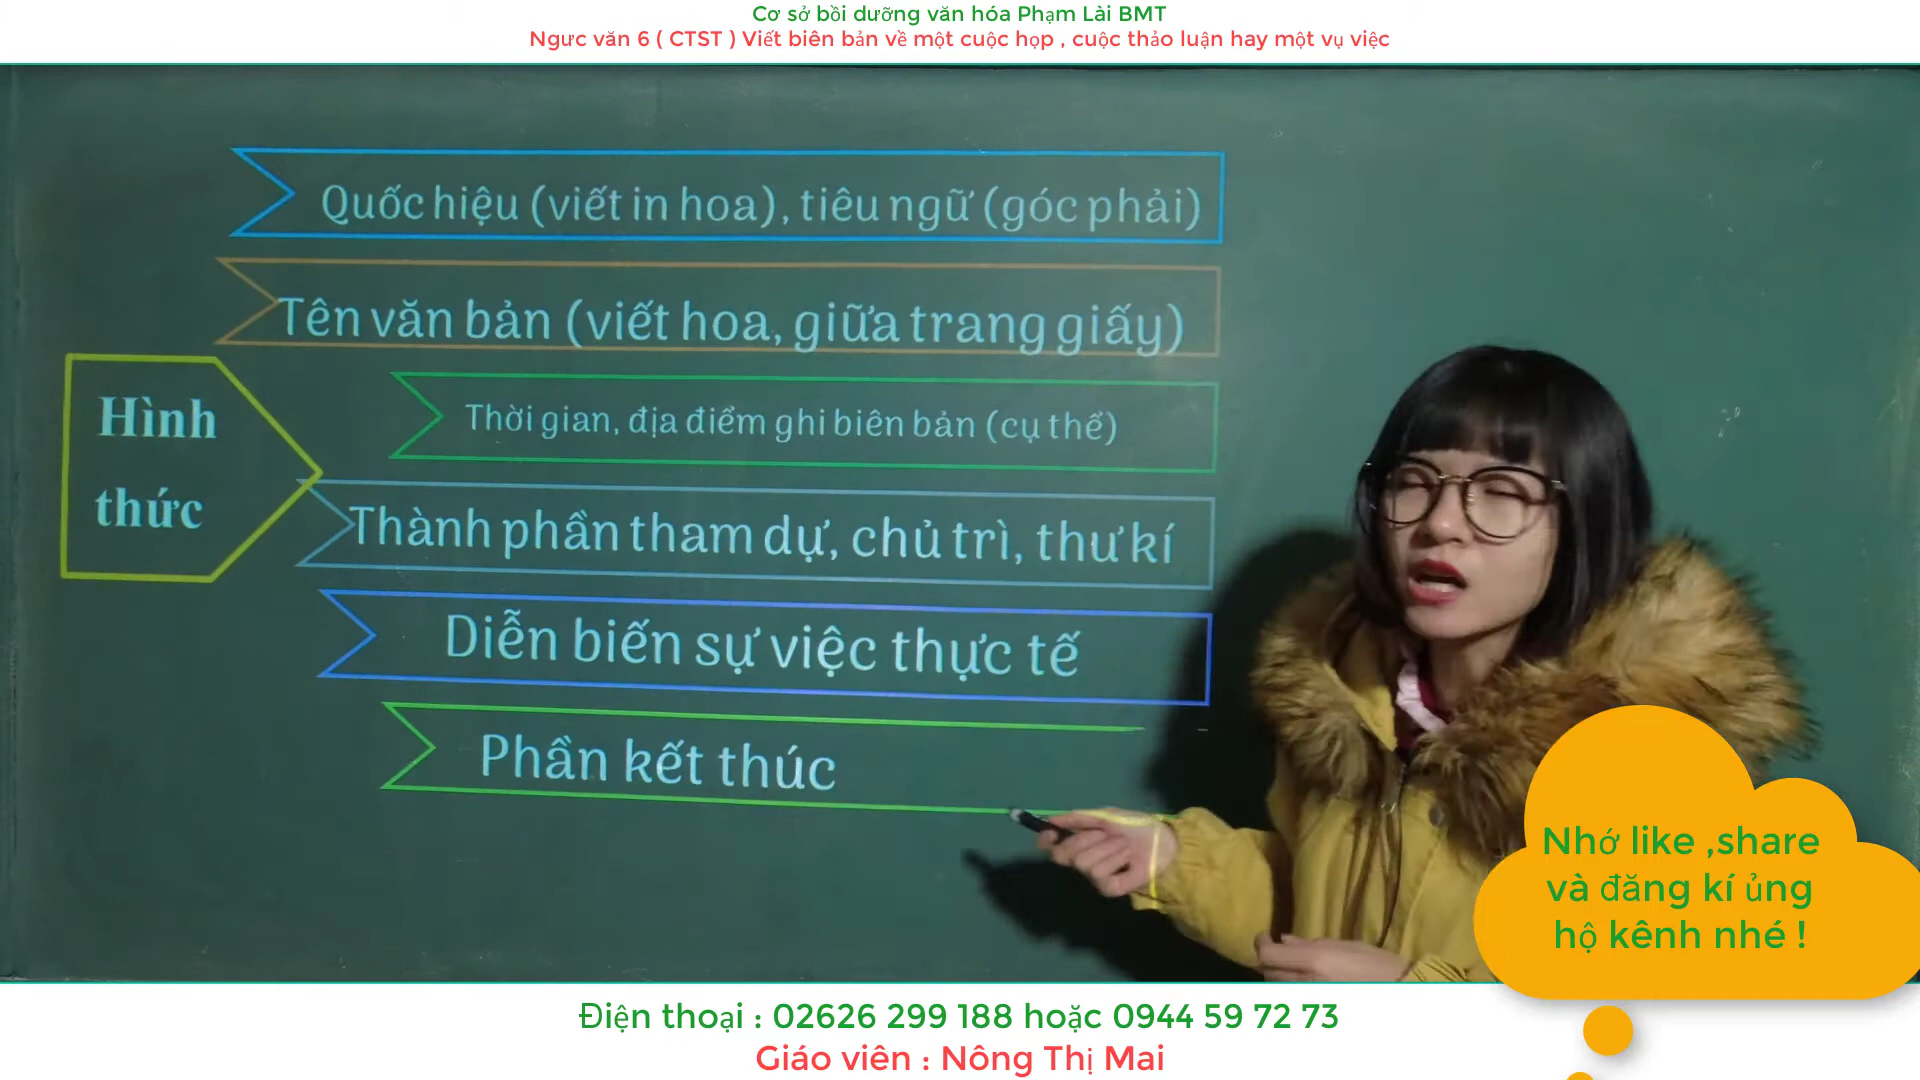 Cơ sở bồi dưỡng văn hóa Phạm Lài BMT
Ngưc văn 6 ( CTST ) Viết biên bản về một cuộc họp , cuộc thảo luận hay một vụ việc
Quốc hiệu (viết in hoa), tiêu ngữ (góc phải)
Tên văn bản (viết hoa, giữa trang giấy)
Hình
thức
Thời gian, địa điểm ghi biên bản (cụ thể)
Thành phần tham dự, chủ trì, thư kí
Diễn biến sự việc thực tế
Phần kết thúc
Nhớ like ,share
và đăng kí ủng
hộ kênh nhé !
Điện thoại : 02626 299 188 hoặc 0944 59 72 73
Giáo viên : Nông Thị Mai